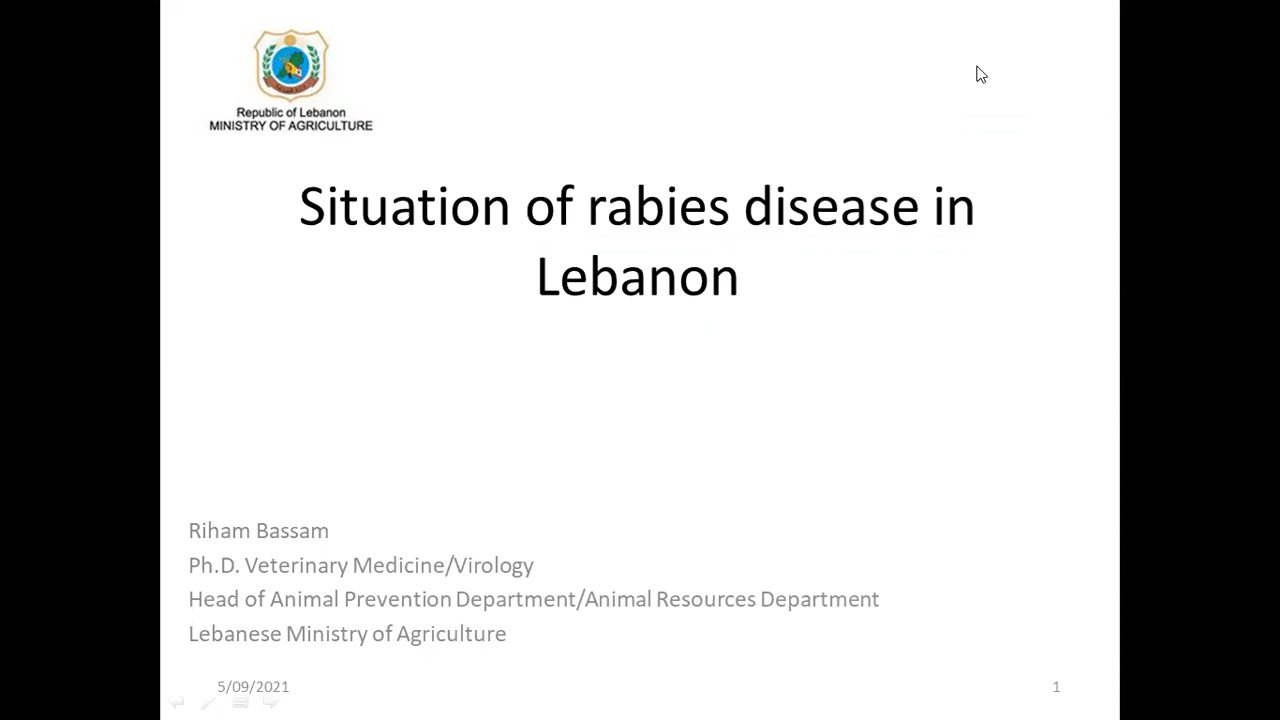 Republic of Lebanon
MINISTRY OF AGRICULTURE
Situation of rabies disease in
Lebanon
Riham Bassam
Ph.D. Veterinary Medicine/Virology
Head of Animal Prevention Department/Animal Resources Department
Lebanese Ministry of Agriculture
5/09/2021
1